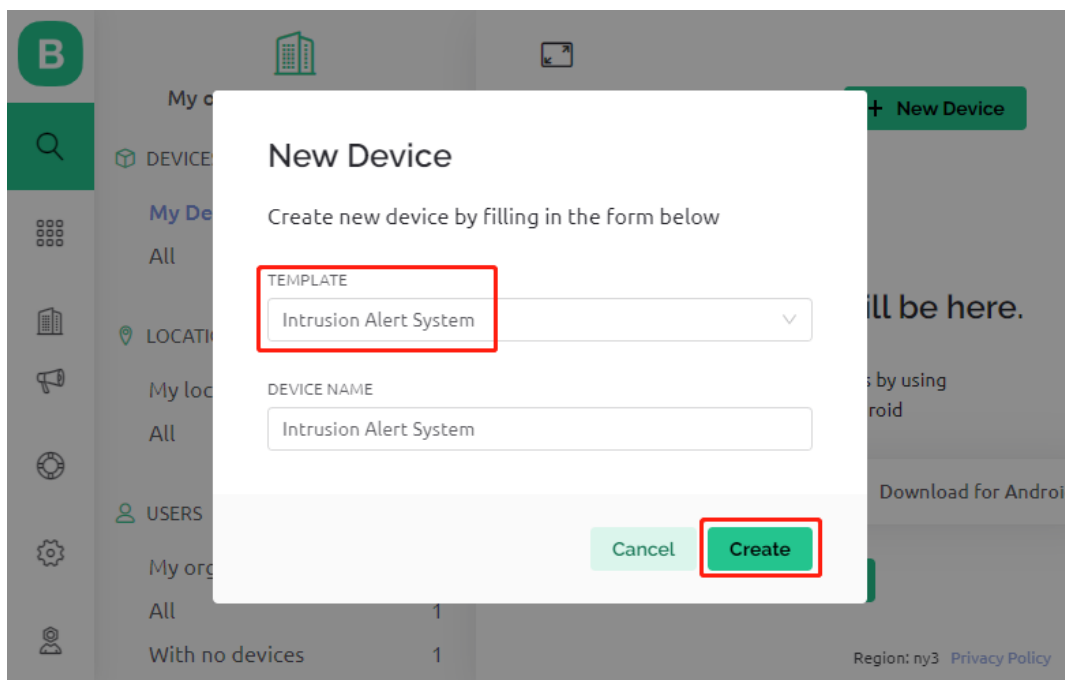 B
My o
+ New Device
DEVICES
My De
All
LOCATI
My loc
All
USERS
My org
All 1
With no devices 1
New Device
Create new device by filling in the form below
TEMPLATE
Intrusion Alert System
DEVICE NAME
Intrusion Alert System
Cancel
Create
ill be here.
s by using
roid
Download for Androi
Region: ny3 Privacy Policy